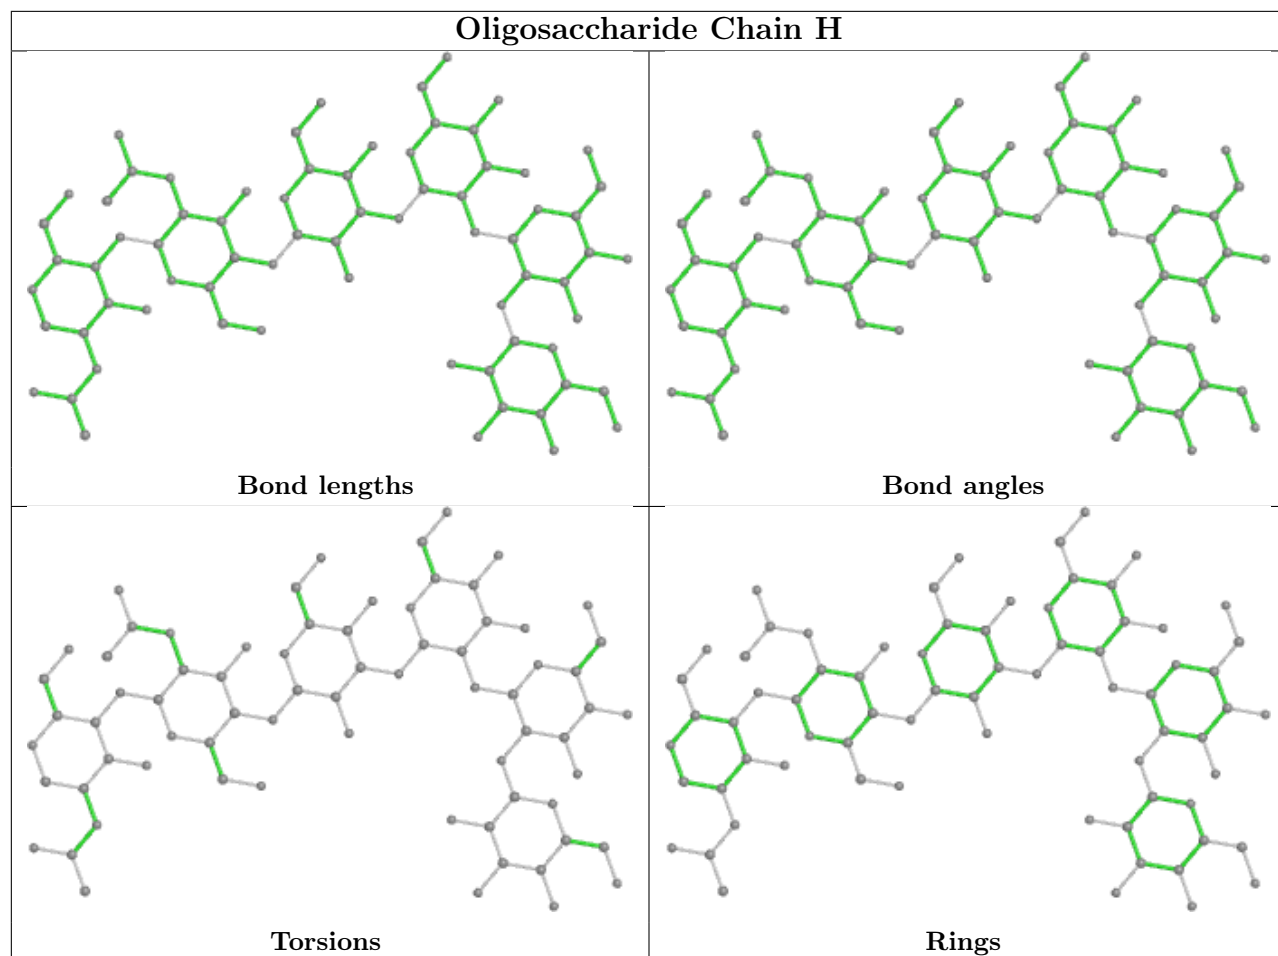 Oligosaccharide Chain H
Bond lengths
Bond angles
Torsions
Rings